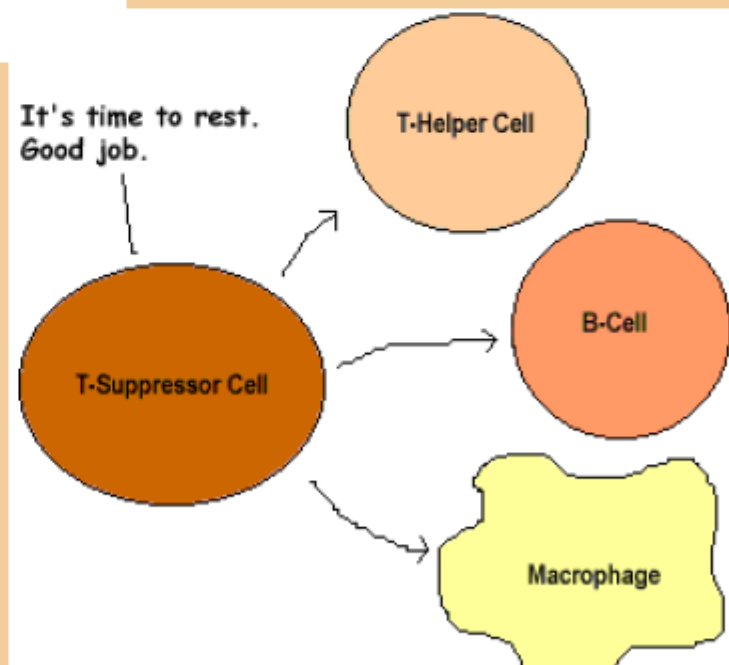 It's time to rest.
Good job.
T-Helper Cell
B-Cell
T-Suppressor Cell
Macrophage